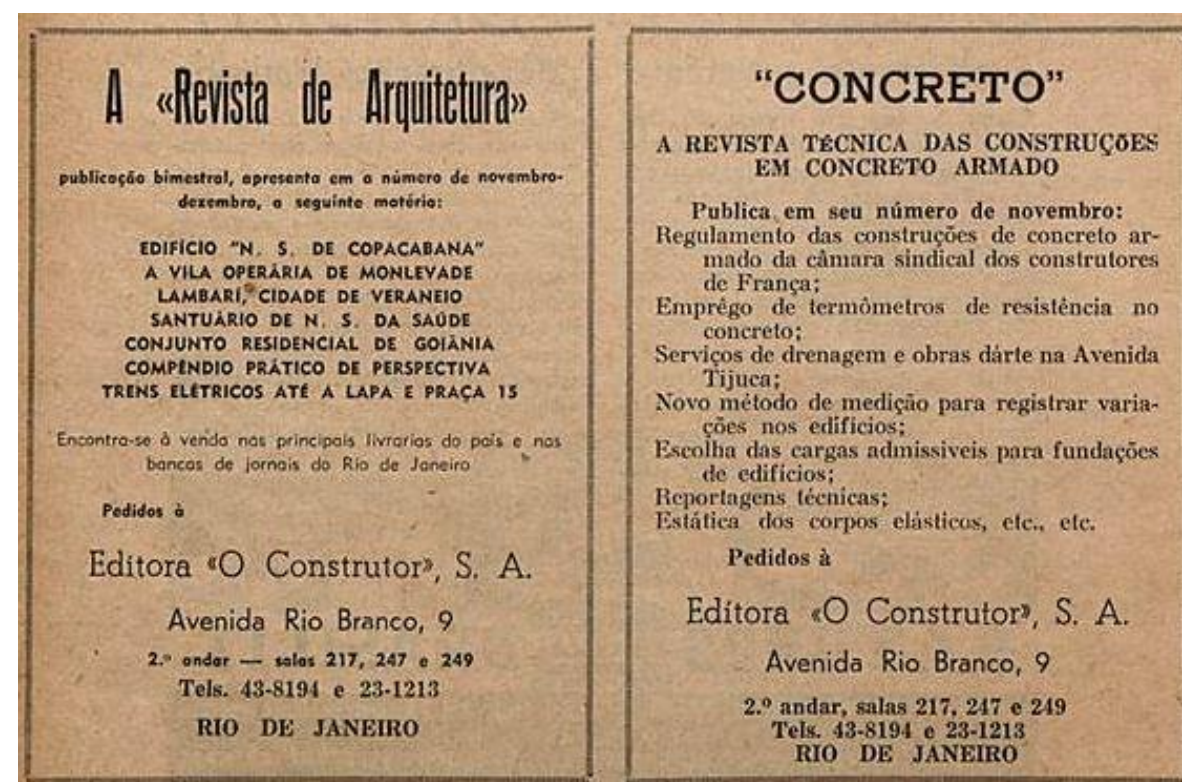 A «Revista de Arquitetura»
publicação bimestral, apresenta em o número de novembro-
dezembro, a seguinte matéria:
EDIFÍCIO "N. S. DE COPACABANA"
A VILA OPERÁRIA DE MONLEVADE
LAMBARÍ, CIDADE DE VERANEIO
SANTUÁRIO DE N. S. DA SAÚDE
CONJUNTO RESIDENCIAL DE GOIÂNIA
COMPÊNDIO PRÁTICO DE PERSPECTIVA
TRENS ELÉTRICOS ATÉ A LAPA E PRAÇA 15
Encontra-se à venda nas principais livrarias do país e nas
bancas de jornais do Rio de Janeiro
Pedidos à
Editora «O Construtor», S. A.
Avenida Rio Branco, 9
2.º andar — salas 217, 247 e 249
Tels. 43-8194 e 23-1213
RIO DE JANEIRO
"CONCRETO"
A REVISTA TÉCNICA DAS CONSTRUÇÕES
EM CONCRETO ARMADO
Publica em seu número de novembro:
Regulamento das construções de concreto ar-
mado da câmara sindical dos construtores
de França;
Emprêgo de termômetros de resistência no
concreto;
Serviços de drenagem e obras dárte na Avenida
Tijuca;
Novo método de medição para registrar varia-
ções nos edifícios;
Escolha das cargas admissiveis para fundações
de edifícios;
Reportagens técnicas;
Estática dos corpos elásticos, etc., etc.
Pedidos à
Editora «O Construtor», S. A.
Avenida Rio Branco, 9
2.º andar, salas 217, 247 e 249
Tels. 43-8194 e 23-1213
RIO DE JANEIRO